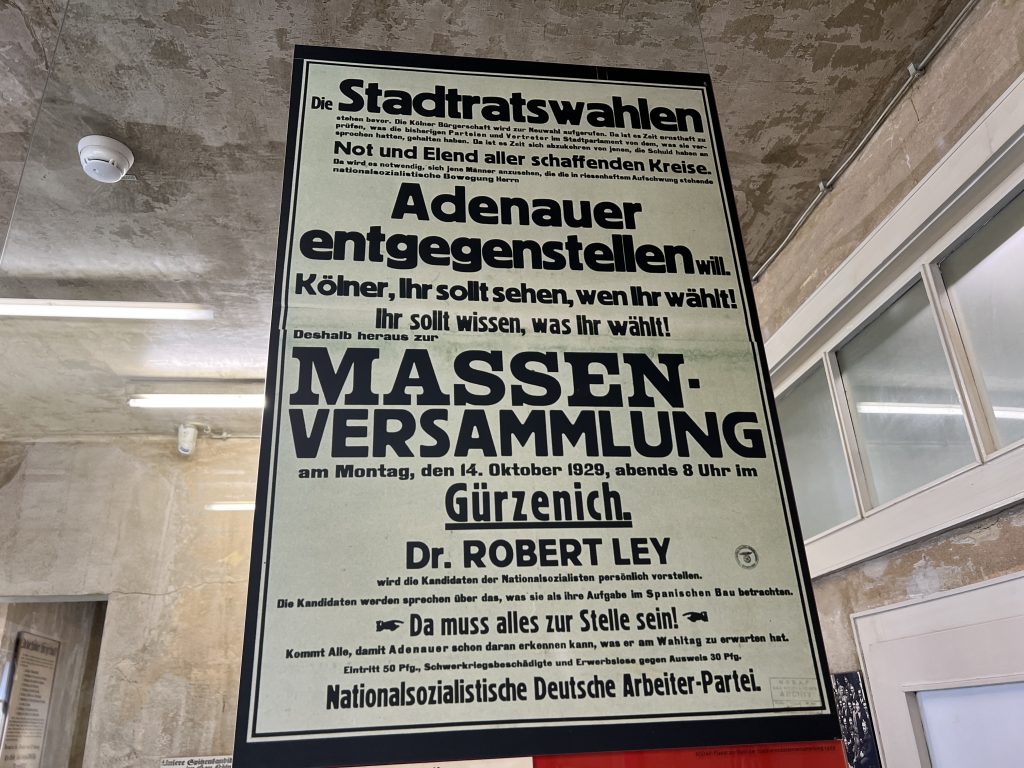 Die Stadtratswahlen
stehen bevor. Die Kölner Bürgerschaft wird zur Neuwahl aufgerufen. Da ist es Zeit ernsthaft zu
prüfen, was die bisherigen Parteien und Vertreter im Stadtparlament von dem, was sie ver-
sprochen hatten, gehalten haben. Da ist es Zeit sich abzukehren von jenen, die Schuld haben an
Not und Elend aller schaffenden Kreise.
Da wird es notwendig, sich jene Männer anzusehen, die die in riesenhaftem Aufschwung stehende
nationalsozialistische Bewegung Herrn
Adenauer
entgegenstellen will.
Kölner, Ihr sollt sehen, wen Ihr wählt!
Ihr sollt wissen, was Ihr wählt!
Deshalb heraus zur
MASSEN-
VERSAMMLUNG
am Montag, den 14. Oktober 1929, abends 8 Uhr im
Gürzenich.
Dr. ROBERT LEY
wird die Kandidaten der Nationalsozialisten persönlich vorstellen.
Die Kandidaten werden sprechen über das, was sie als ihre Aufgabe im Spanischen Bau betrachten.
Da muss alles zur Stelle sein!
Kommt Alle, damit Adenauer schon daran erkennen kann, was er am Wahltag zu erwarten hat.
Eintritt 50 Pfg., Schwerkriegsbeschädigte und Erwerbslose gegen Ausweis 30 Pfg.
Nationalsozialistische Deutsche Arbeiter-Partei.
ARCHIV